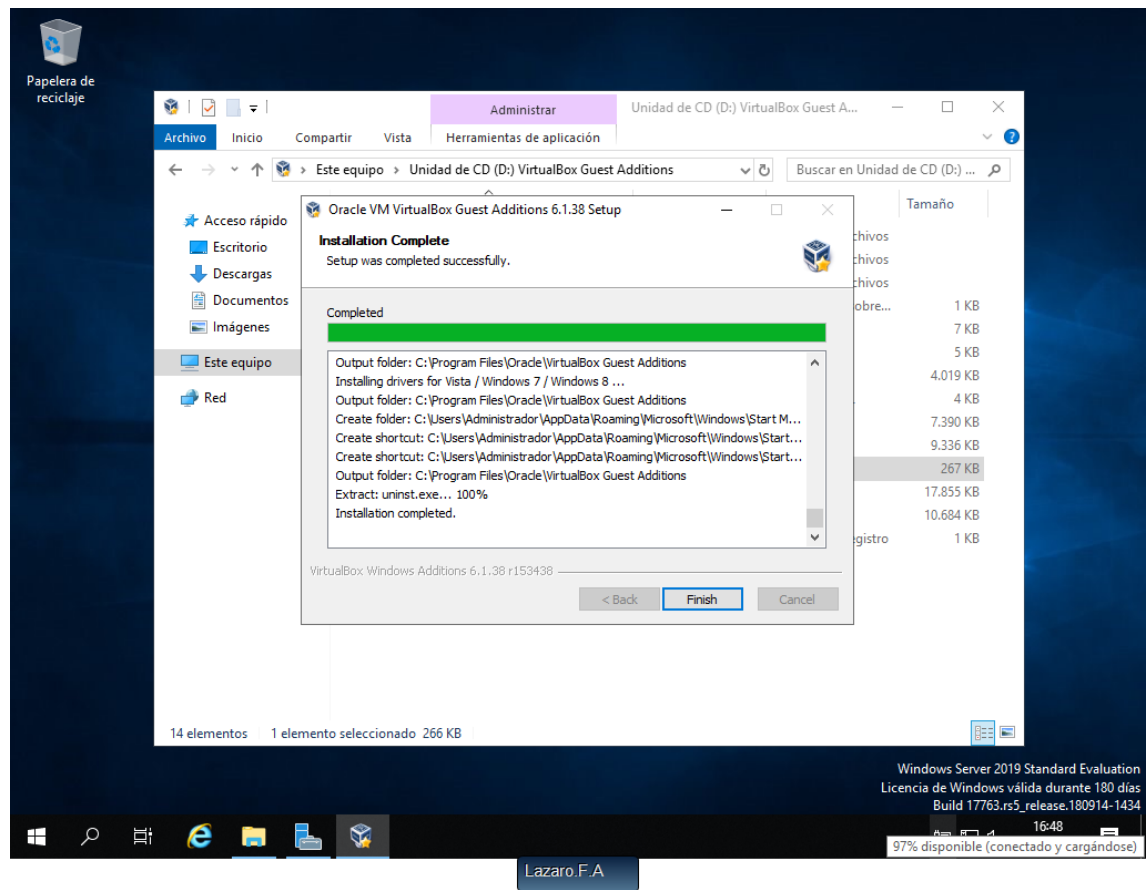 Papelera de
reciclaje
Administrar
Unidad de CD (D:) VirtualBox Guest A...
Archivo Inicio Compartir Vista Herramientas de aplicación
Este equipo › Unidad de CD (D:) VirtualBox Guest Additions
Buscar en Unidad de CD (D:) ...
Tamaño
Acceso rápido
Escritorio
Descargas
Documentos
Imágenes
Este equipo
Red
Oracle VM VirtualBox Guest Additions 6.1.38 Setup
Installation Complete
Setup was completed successfully.
Completed
Output folder: C:\Program Files\Oracle\VirtualBox Guest Additions
Installing drivers for Vista / Windows 7 / Windows 8 ...
Output folder: C:\Program Files\Oracle\VirtualBox Guest Additions
Create folder: C:\Users\Administrador\AppData\Roaming\Microsoft\Windows\Start M...
Create shortcut: C:\Users\Administrador\AppData\Roaming\Microsoft\Windows\Start...
Create shortcut: C:\Users\Administrador\AppData\Roaming\Microsoft\Windows\Start...
Output folder: C:\Program Files\Oracle\VirtualBox Guest Additions
Extract: uninst.exe... 100%
Installation completed.
VirtualBox Windows Additions 6.1.38 r153438
< Back Finish Cancel
chivos
chivos
chivos
obre... 1 KB
7 KB
5 KB
4.019 KB
4 KB
7.390 KB
9.336 KB
267 KB
17.855 KB
10.684 KB
egistro 1 KB
14 elementos 1 elemento seleccionado 266 KB
Windows Server 2019 Standard Evaluation
Licencia de Windows válida durante 180 días
Build 17763.rs5_release.180914-1434
16:48
97% disponible (conectado y cargándose)
Lazaro.F.A